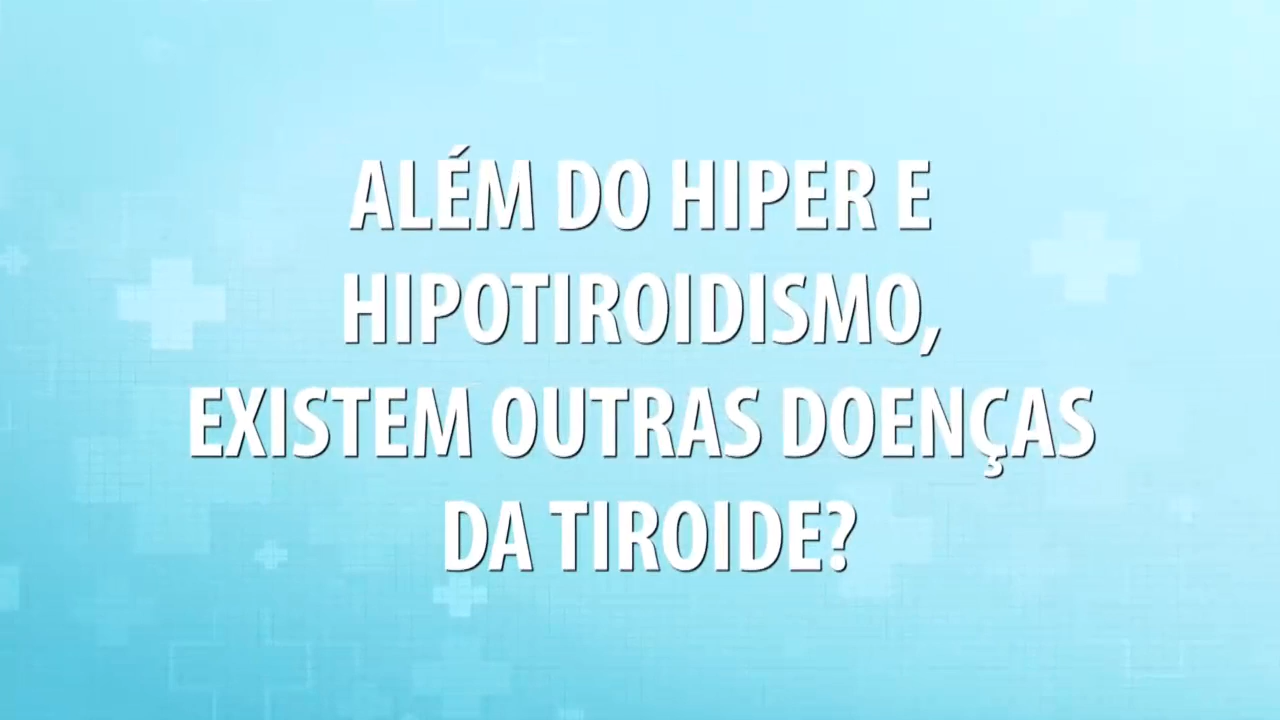 ALÉM DO HIPER E
HIPOTIROIDISMO,
EXISTEM OUTRAS DOENÇAS
DA TIROIDE?